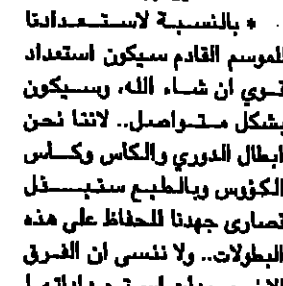 * بالنسبة لاستعدادنا
للموسم القادم سيكون استعداد
قوي ان شاء الله، وسيكون
بشكل متواصل.. لاننا نحن
ابطال الدوري والكاس وكاس
الكؤوس وبالطبع ستبذل
قصارى جهدنا للحفاظ على هذه
البطولات.. ولا ننسى ان الفرق